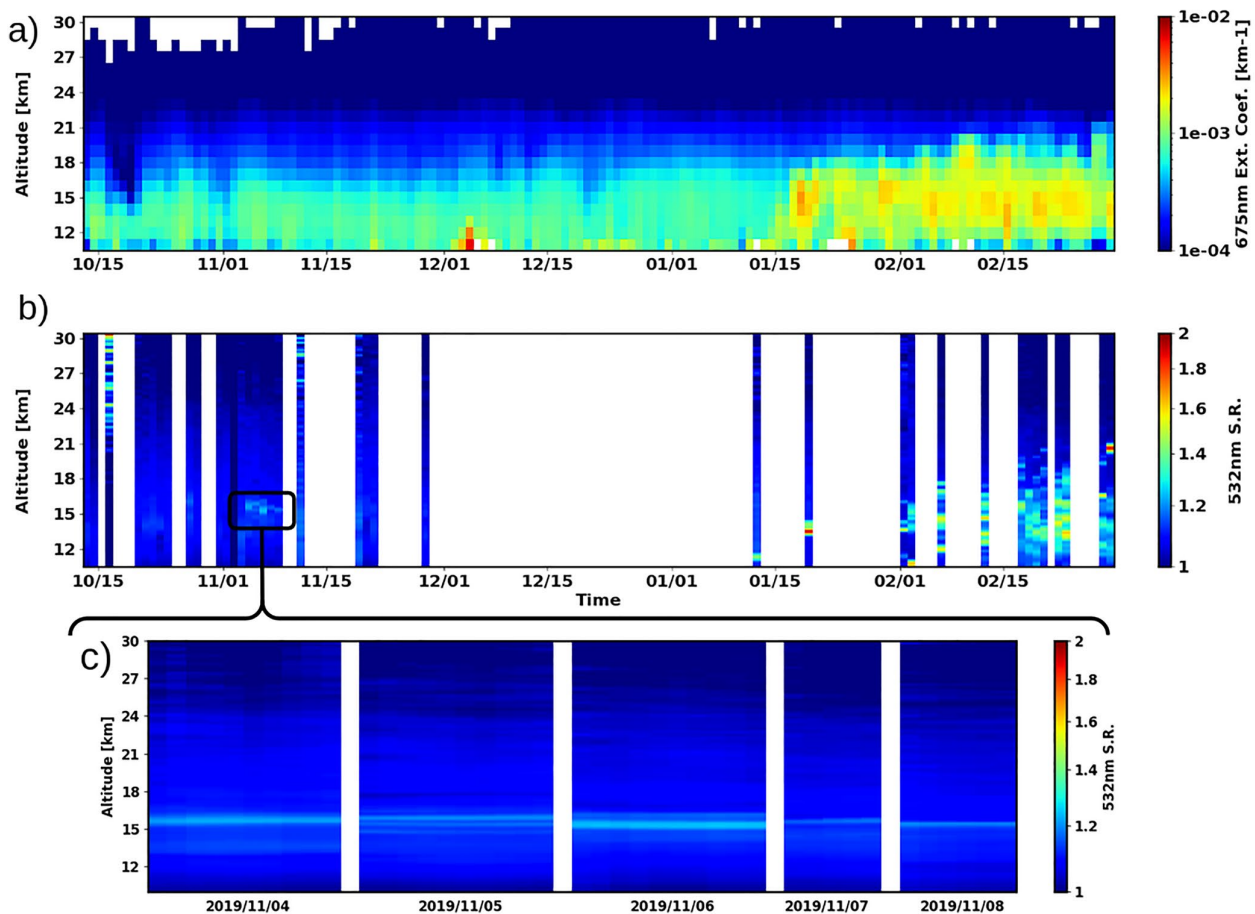 a)
Altitude [km]
30
27
24
21
18
15
12
10/15 11/01 11/15 12/01 12/15 01/01 01/15 02/01 02/15
1e-02
1e-03
1e-04
675nm Ext. Coef. [km-1]
b)
Altitude [km]
30
27
24
21
18
15
12
10/15 11/01 11/15 12/01 12/15 01/01 01/15 02/01 02/15
Time
2
1.8
1.6
1.4
1.2
1
532nm S.R.
c)
Altitude [km]
30
27
24
21
18
15
12
2019/11/04 2019/11/05 2019/11/06 2019/11/07 2019/11/08
2
1.8
1.6
1.4
1.2
1
532nm S.R.